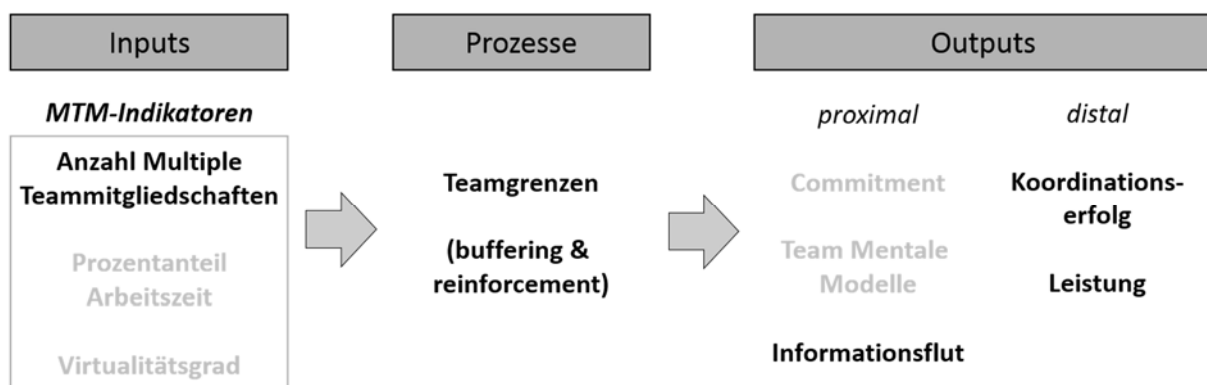 Inputs
Prozesse
Outputs
MTM-Indikatoren
proximal
distal
Anzahl Multiple
Teammitgliedschaften
Prozentanteil
Arbeitszeit
Virtualitätsgrad
Teamgrenzen
(buffering &
reinforcement)
Commitment
Team Mentale
Modelle
Informationsflut
Koordinations-
erfolg
Leistung